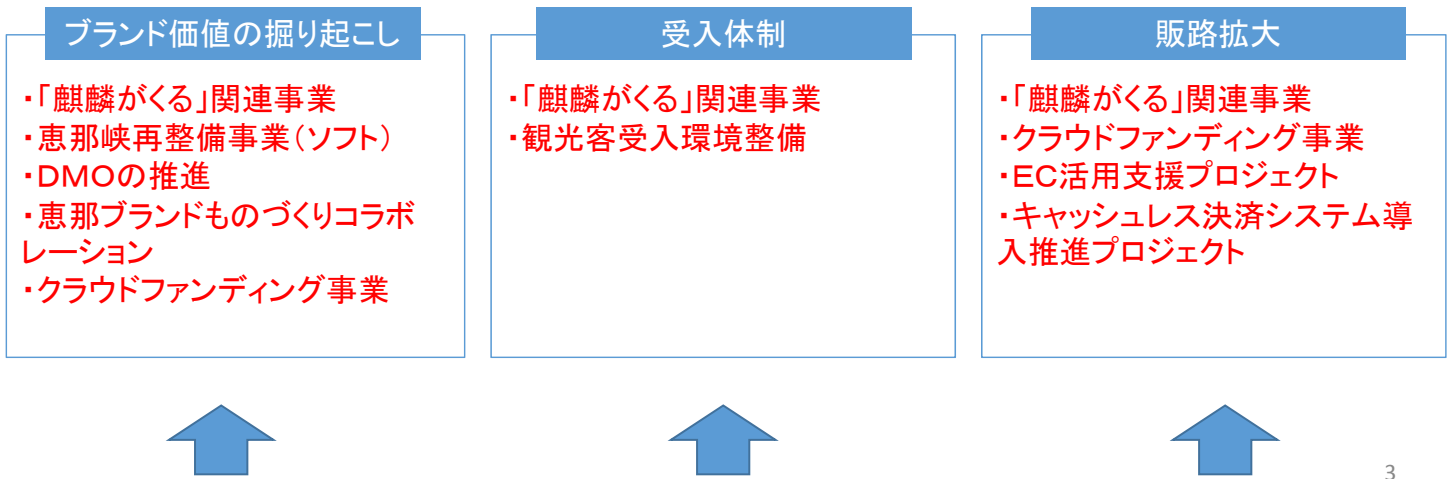 ブランド価値の掘り起こし
・「麒麟がくる」関連事業
・恵那峡再整備事業(ソフト)
・DMOの推進
・恵那ブランドものづくりコラボ
レーション
・クラウドファンディング事業
受入体制
・「麒麟がくる」関連事業
・観光客受入環境整備
販路拡大
・「麒麟がくる」関連事業
・クラウドファンディング事業
・EC活用支援プロジェクト
・キャッシュレス決済システム導
入推進プロジェクト
3